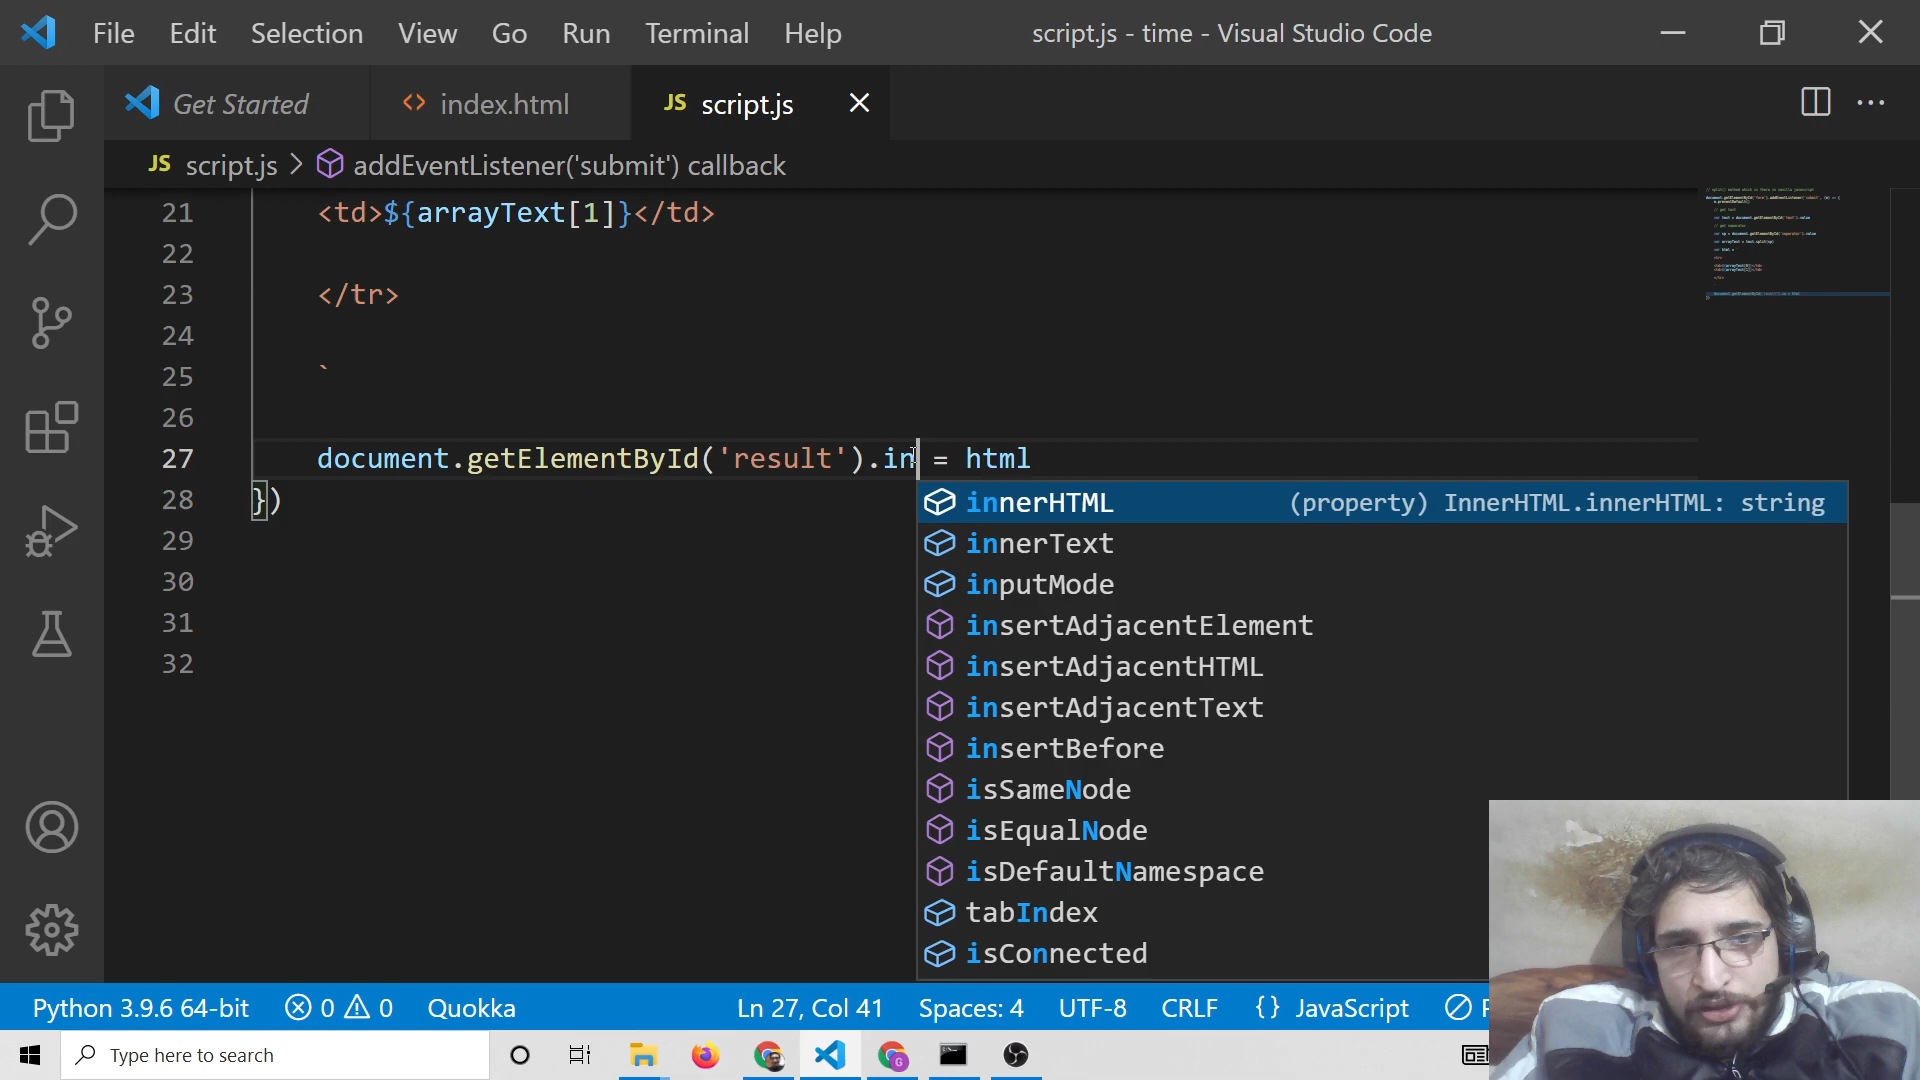 File Edit Selection View Go Run Terminal Help script.js - time - Visual Studio Code
Get Started index.html JS script.js
JS script.js > addEventListener('submit') callback
21 <td>${arrayText[1]}</td>
22
23 </tr>
24
25 `
26
27 document.getElementById('result').in = html
28 })
29
30
31
32
innerHTML (property) InnerHTML.innerHTML: string
innerText
inputMode
insertAdjacentElement
insertAdjacentHTML
insertAdjacentText
insertBefore
isSameNode
isEqualNode
isDefaultNamespace
tabIndex
isConnected
Python 3.9.6 64-bit 0 0 Quokka Ln 27, Col 41 Spaces: 4 UTF-8 CRLF {} JavaScript
Type here to search